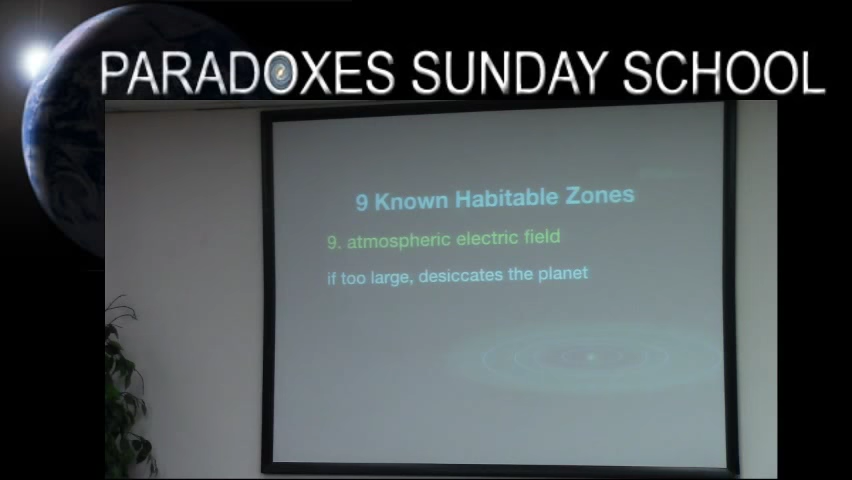 PARADOXES SUNDAY SCHOOL
9 Known Habitable Zones
9. atmospheric electric field
if too large, desiccates the planet